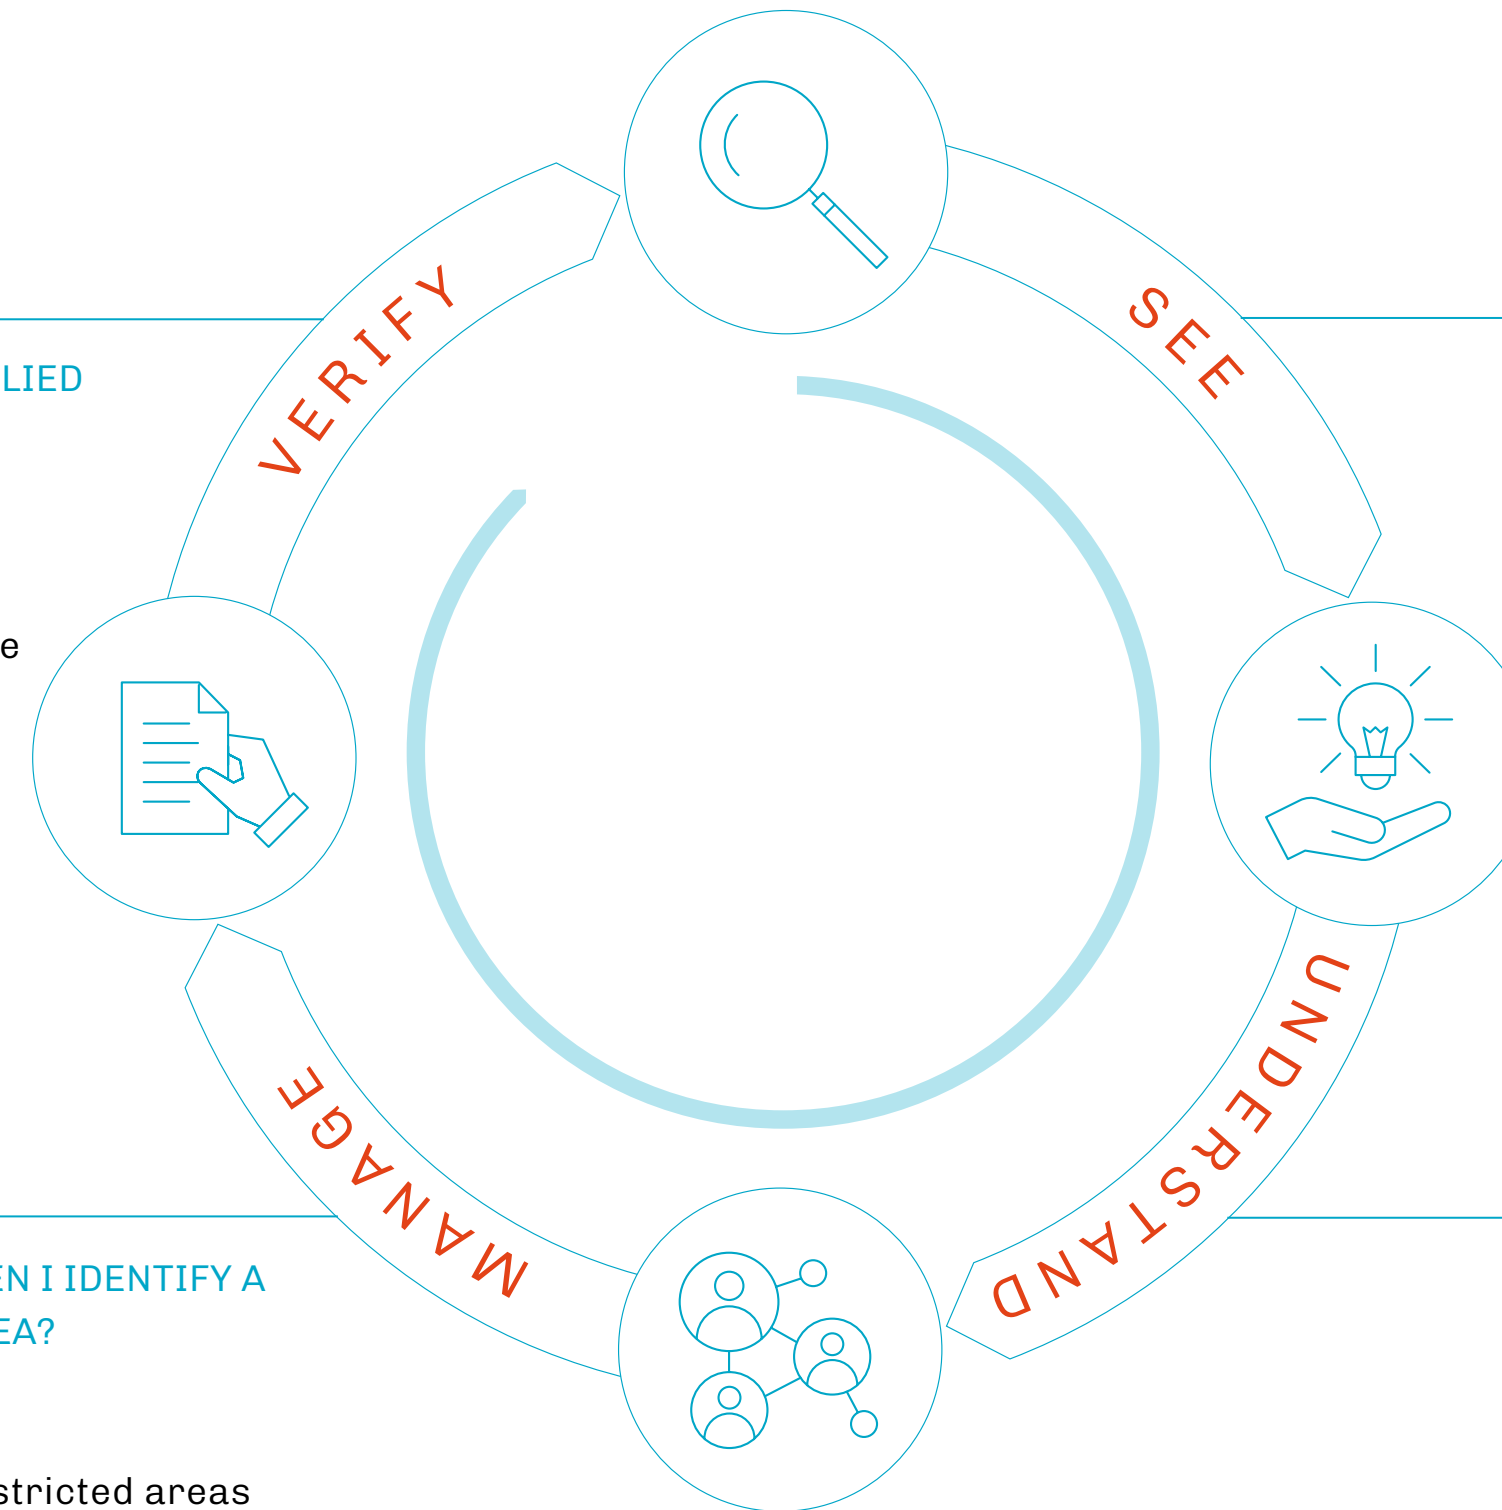 VERIFY
SEE
LIED
e
UNDERSTAND
MANAGE
EN I IDENTIFY A
EA?
stricted areas